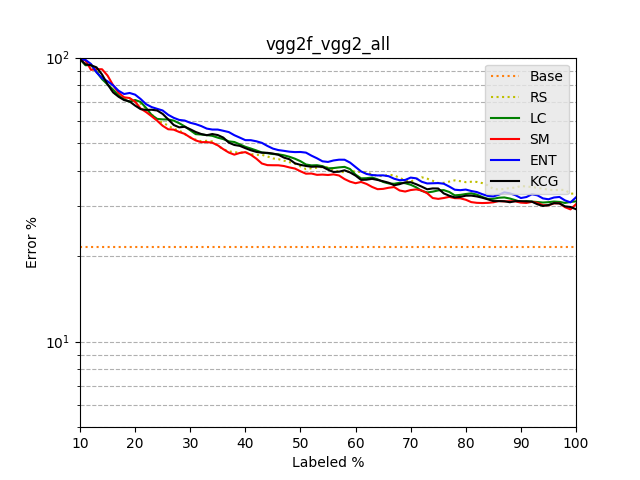 vgg2f_vgg2_all
Error %
10²
10¹
Base
RS
LC
SM
ENT
KCG
10 20 30 40 50 60 70 80 90 100
Labeled %